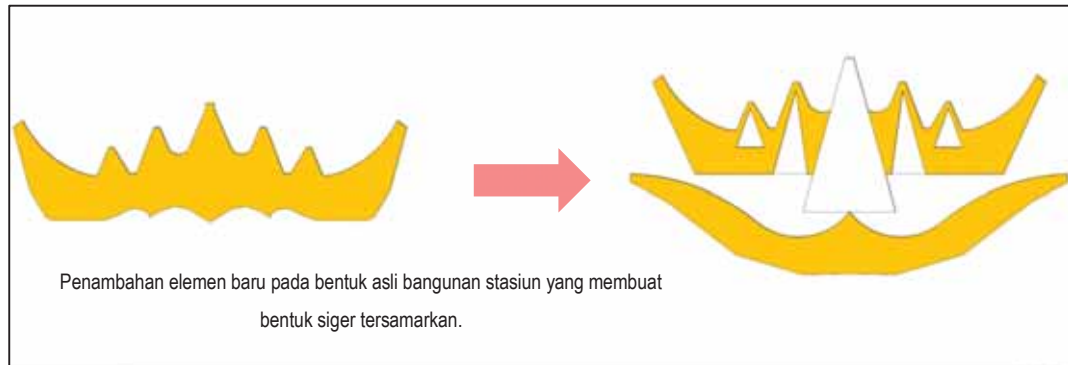 Penambahan elemen baru pada bentuk asli bangunan stasiun yang membuat
bentuk siger tersamarkan.